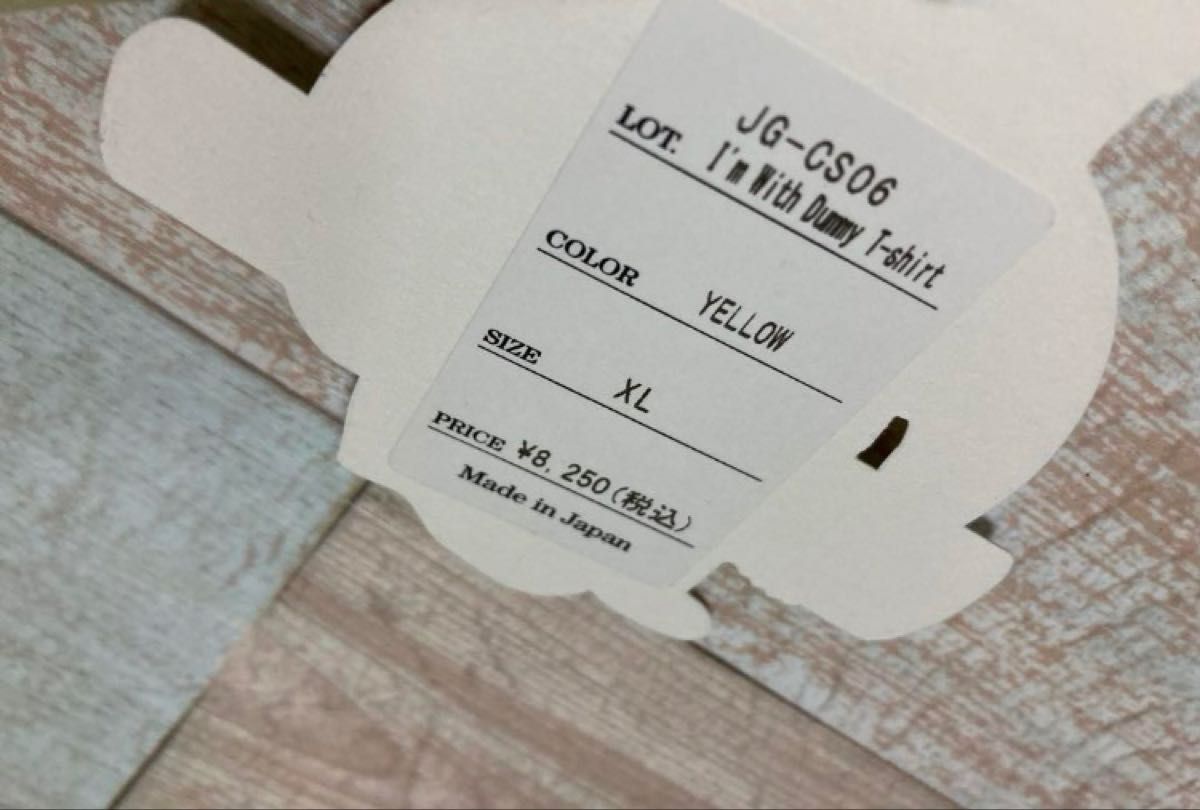 LOT. JG-CS06
I'm With Dummy T-shirt
COLOR YELLOW
SIZE XL
PRICE ¥8,250(税込)
Made in Japan